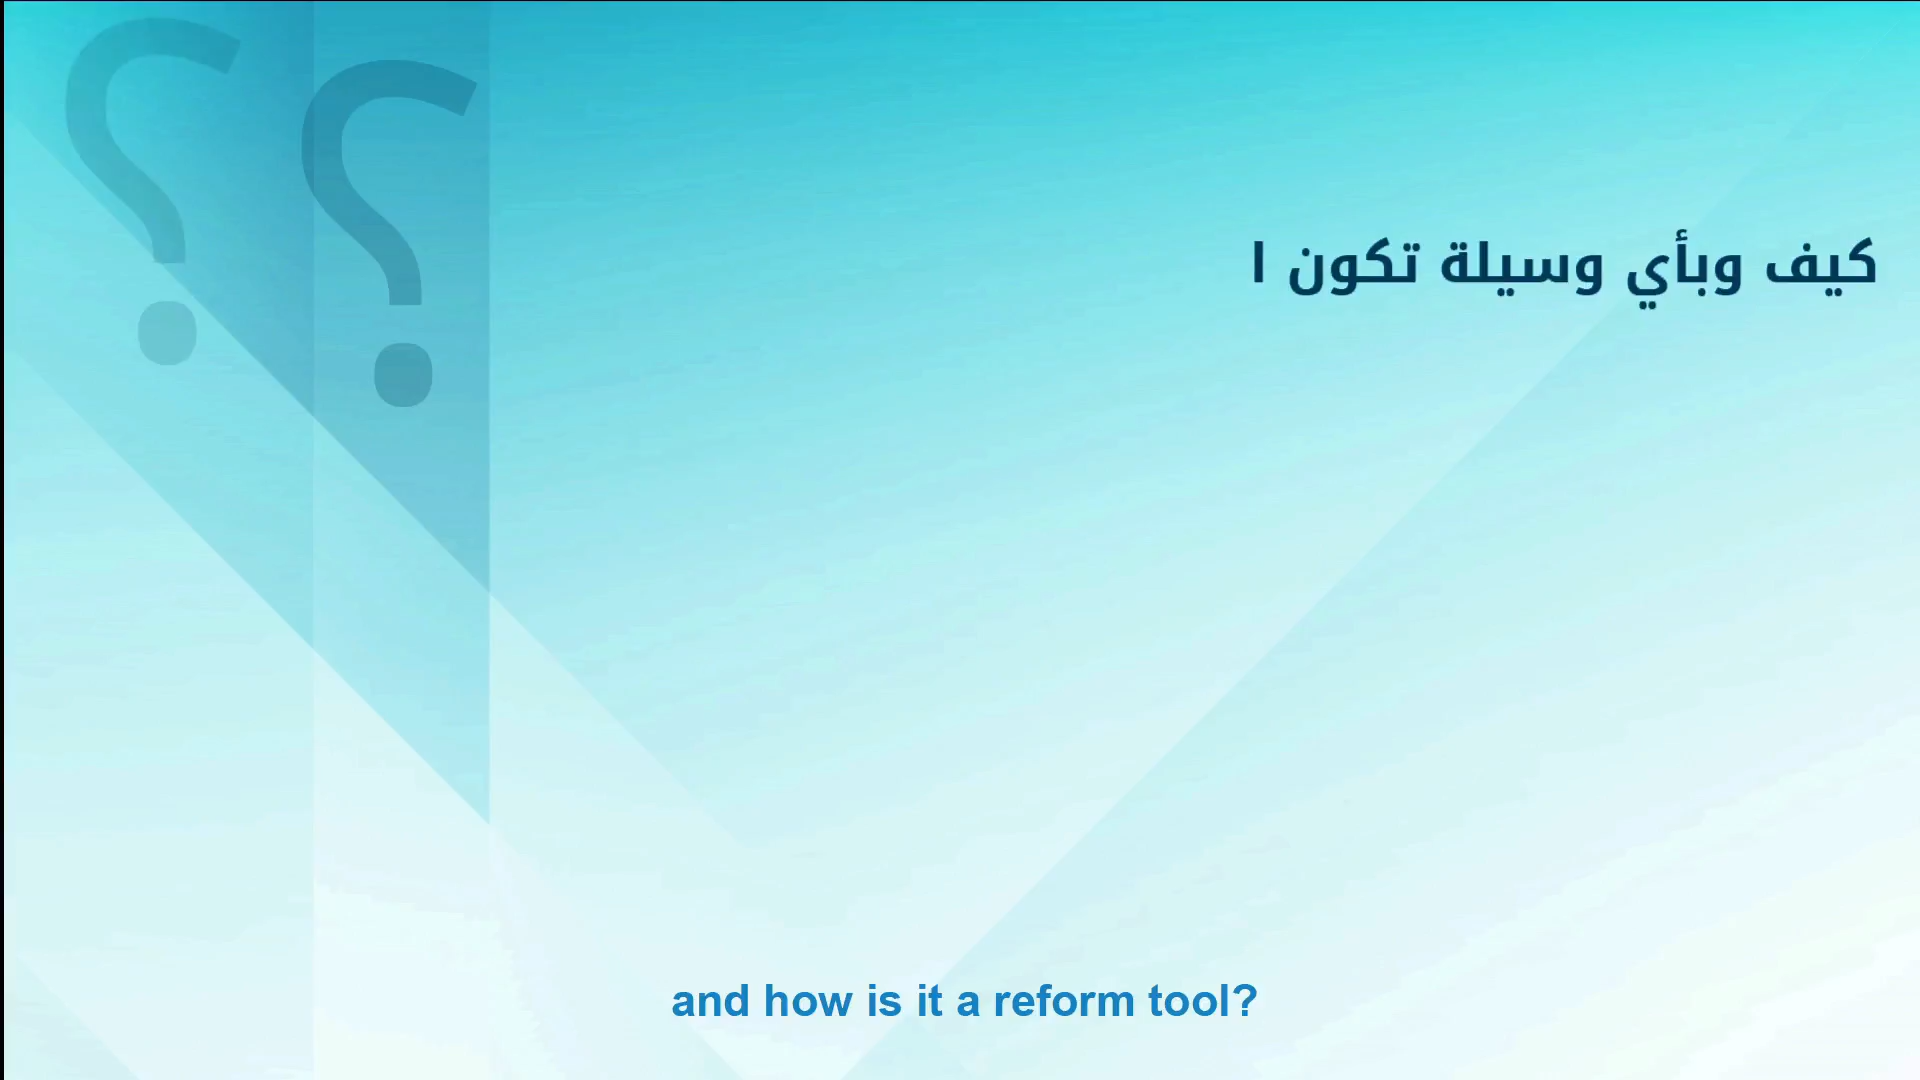 ؟ ؟
كيف وبأي وسيلة تكون ا
and how is it a reform tool?